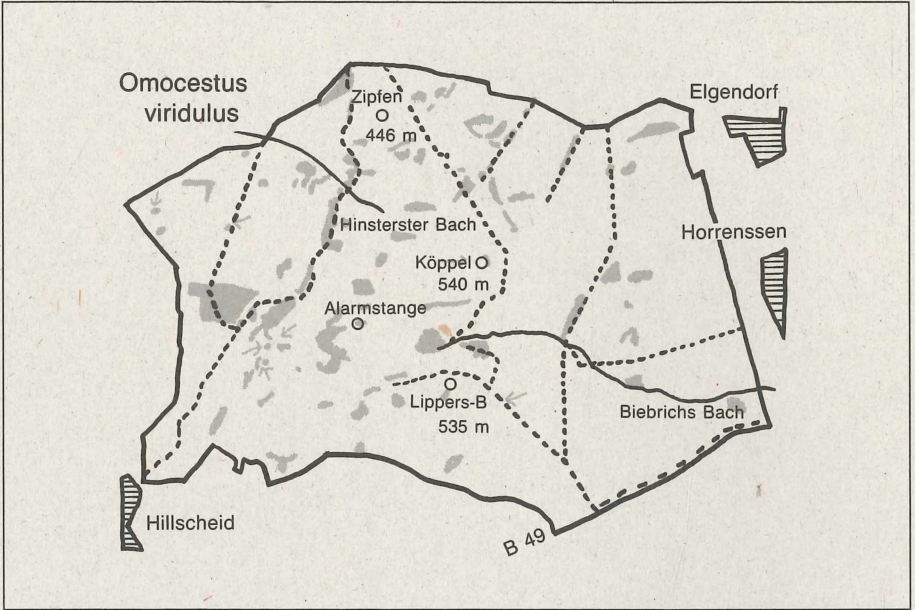 Omocestus
viridulus
Zipfen
446 m
Elgendorf
Hinsterster Bach
Horrenssen
Köppel
540 m
Alarmstange
Lippers-B
535 m
Biebrichs Bach
Hillscheid
B 49